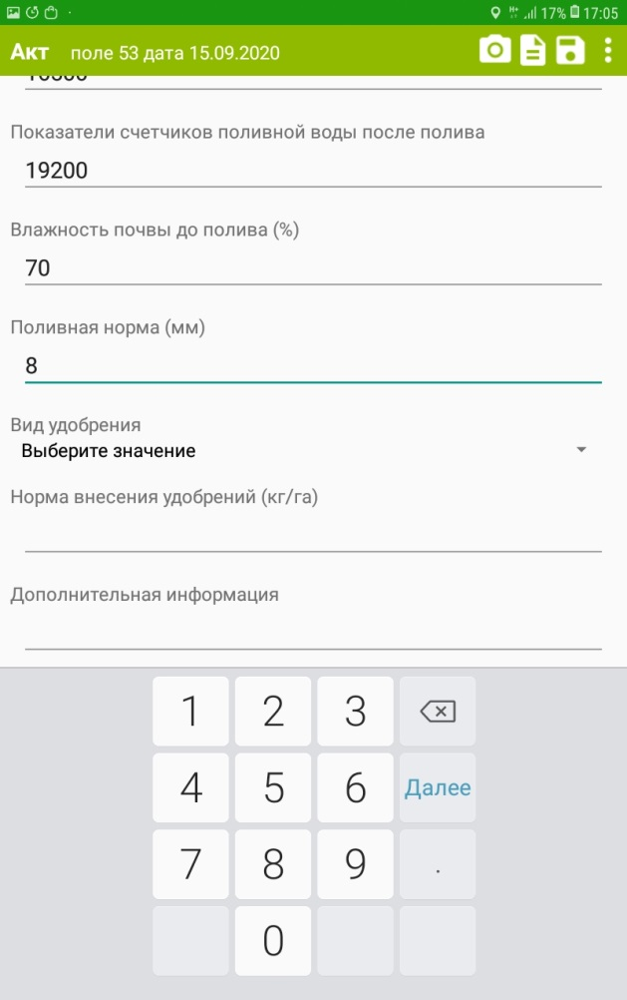 17% 17:05
Акт поле 53 дата 15.09.2020
Показатели счетчиков поливной воды после полива
19200
Влажность почвы до полива (%)
70
Поливная норма (мм)
8
Вид удобрения
Выберите значение
Норма внесения удобрений (кг/га)
Дополнительная информация
1 2 3
4 5 6 Далее
7 8 9 .
0